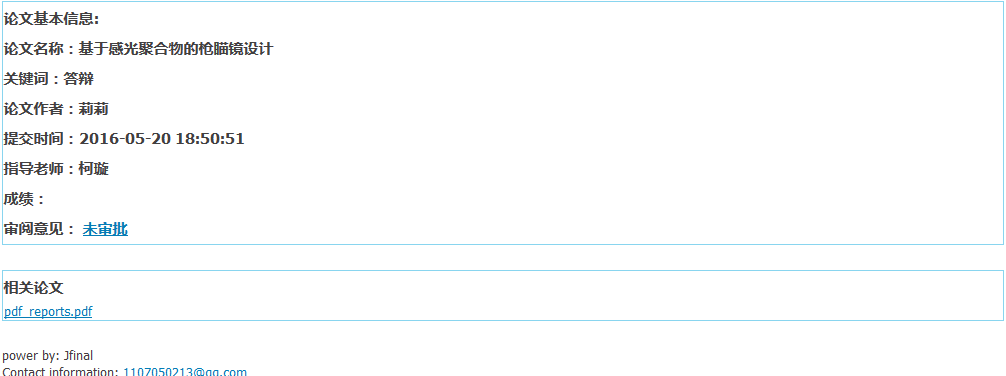 论文基本信息:
论文名称：基于感光聚合物的枪瞄镜设计
关键词：答辩
论文作者：莉莉
提交时间：2016-05-20 18:50:51
指导老师：柯璇
成绩：
审阅意见： 未审批
相关论文
pdf_reports.pdf
power by: Jfinal
Contact information: 1107050213@qq.com